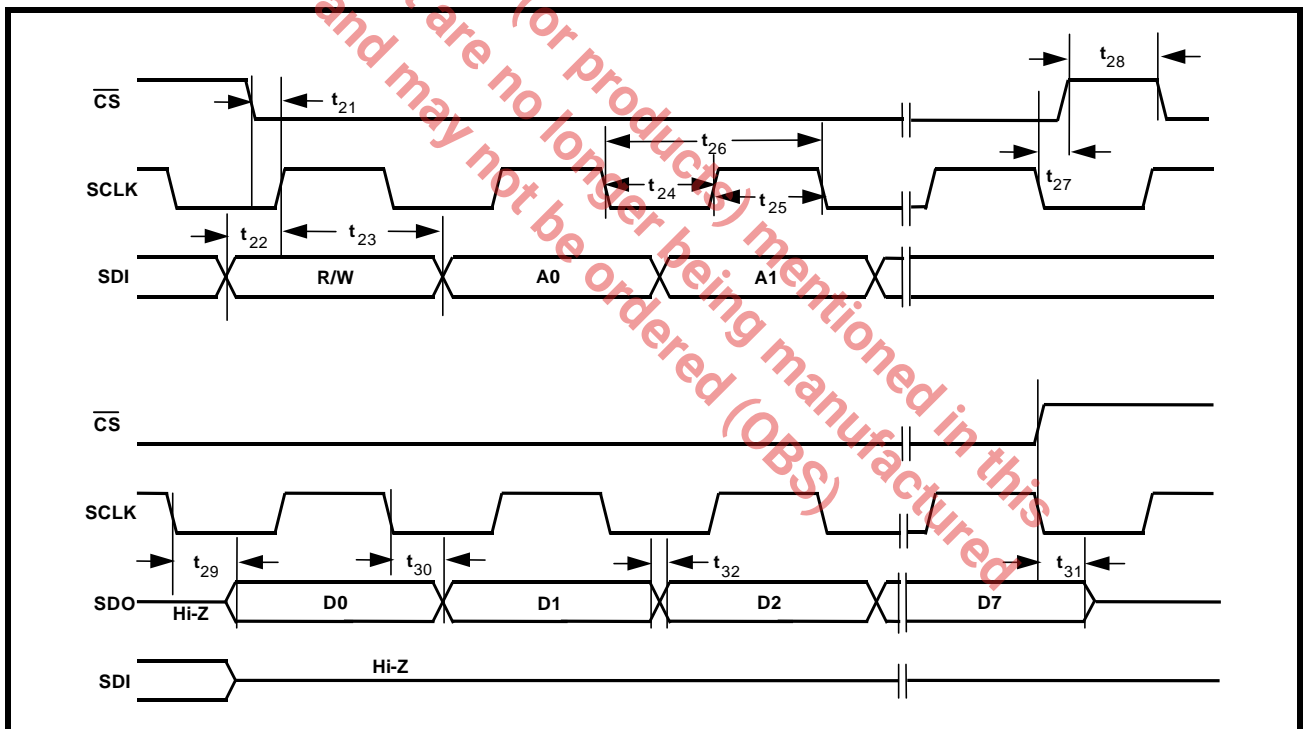 (or products) mentioned in this
t are no longer being manufactured
and may not be ordered (OBS)
CS
t21
t28
t26
SCLK
t24
t25
t27
t22
t23
SDI
R/W
A0
A1
CS
SCLK
t29
t30
t32
t31
SDO
Hi-Z
D0
D1
D2
D7
SDI
Hi-Z